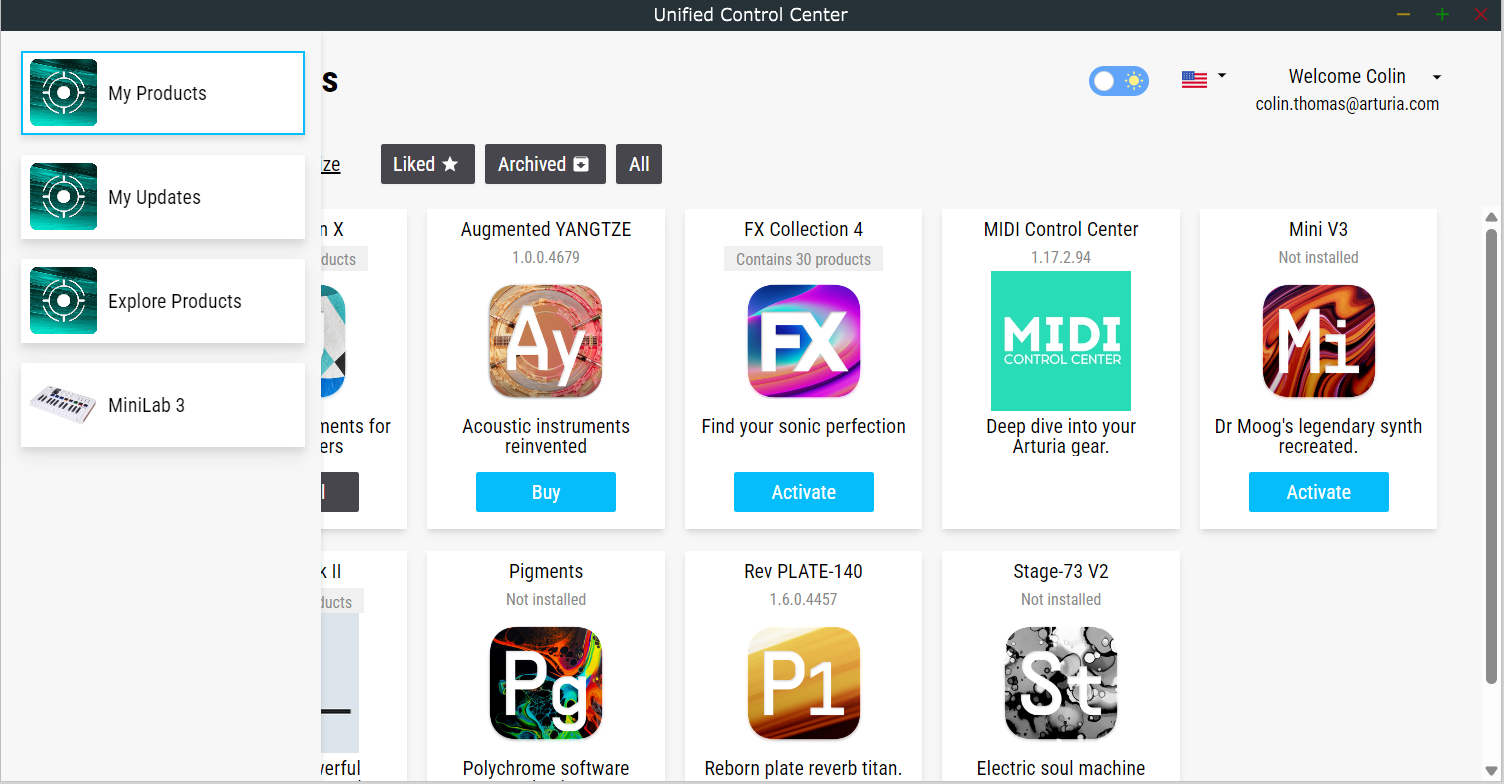 Unified Control Center
My Products
My Updates
Explore Products
MiniLab 3
s
Welcome Colin
colin.thomas@arturia.com
ze
Liked
Archived
All
n X
ducts
ments for
ers
l
Augmented YANGTZE
1.0.0.4679
Ay
Acoustic instruments
reinvented
Buy
FX Collection 4
Contains 30 products
FX
Find your sonic perfection
Activate
MIDI Control Center
1.17.2.94
MIDI
CONTROL CENTER
Deep dive into your
Arturia gear.
Mini V3
Not installed
Mi
Dr Moog's legendary synth
recreated.
Activate
k II
ducts
verful
Pigments
Not installed
Pg
Polychrome software
Rev PLATE-140
1.6.0.4457
P1
Reborn plate reverb titan.
Stage-73 V2
Not installed
St
Electric soul machine